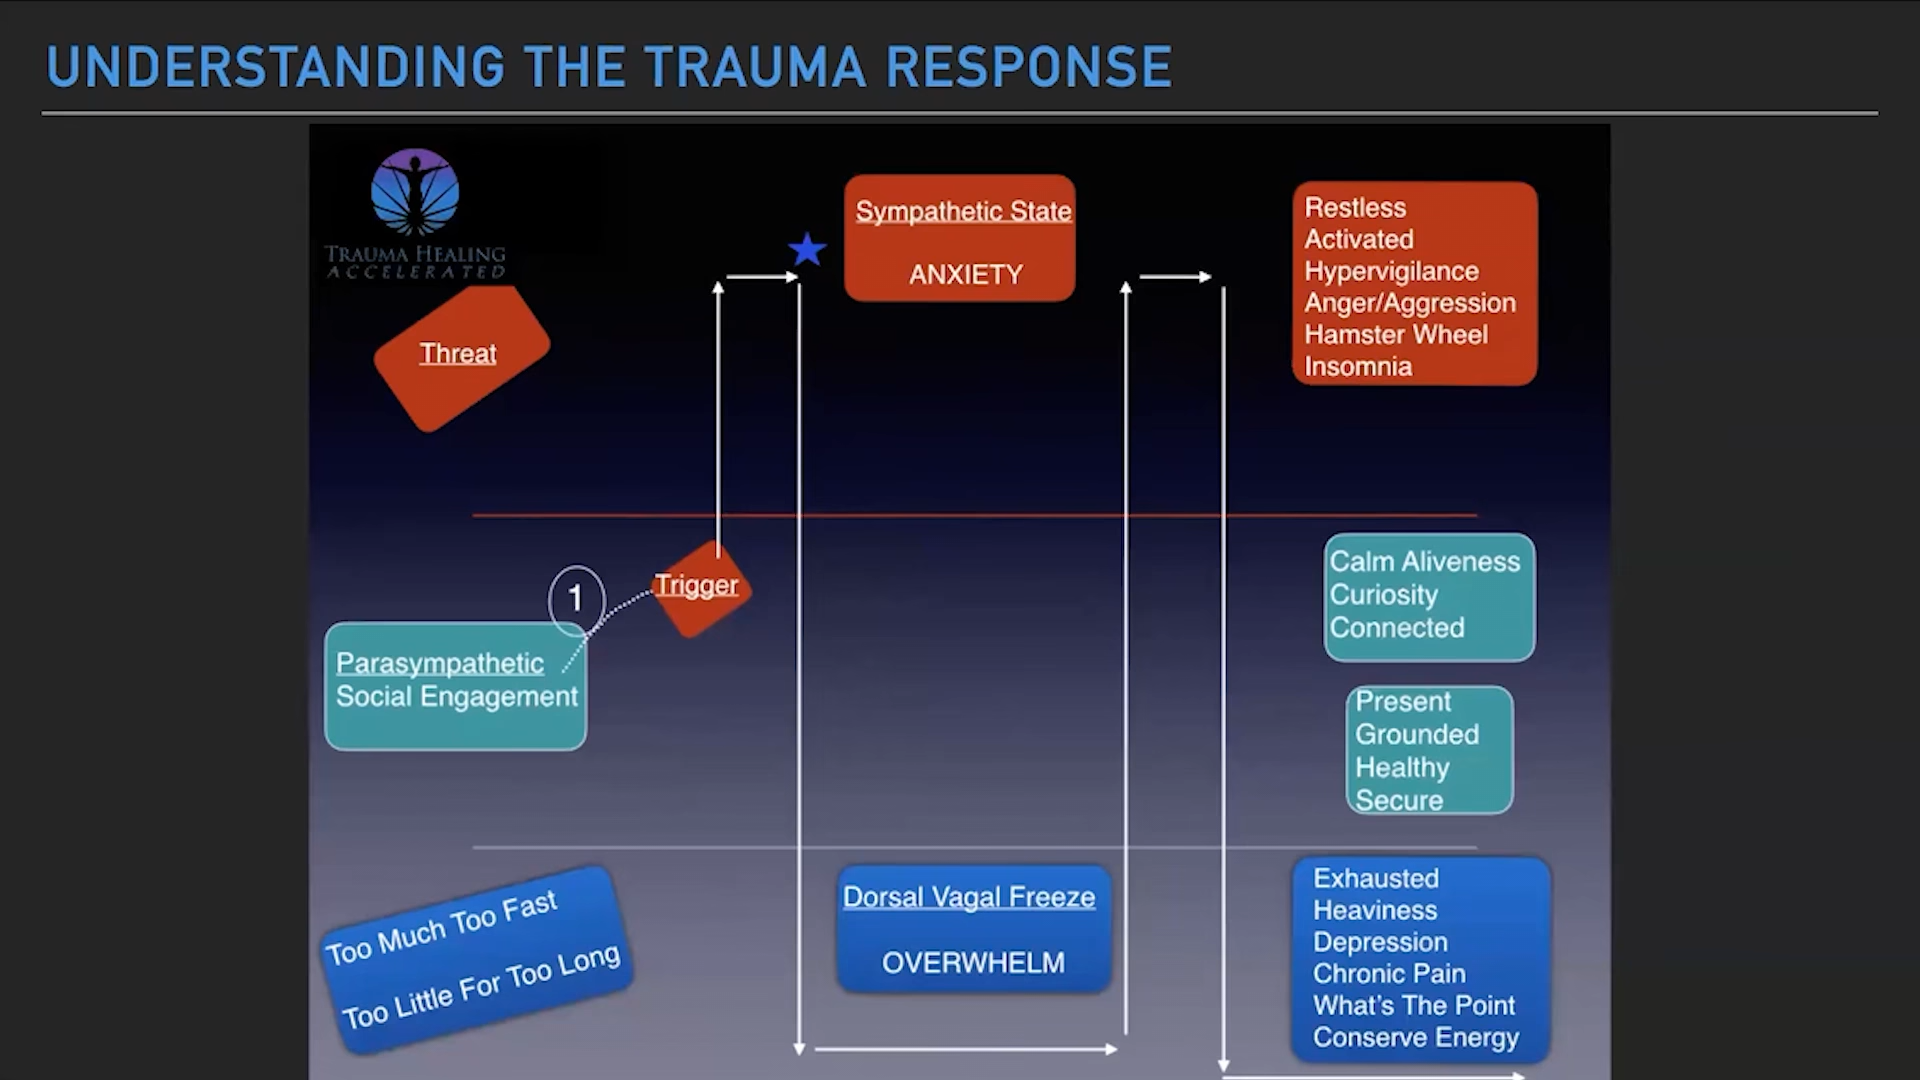 UNDERSTANDING THE TRAUMA RESPONSE
TRAUMA HEALING
ACCELERATED
Threat
Sympathetic State
ANXIETY
Restless
Activated
Hypervigilance
Anger/Aggression
Hamster Wheel
Insomnia
1
Trigger
Parasympathetic
Social Engagement
Calm Aliveness
Curiosity
Connected
Present
Grounded
Healthy
Secure
Too Much Too Fast
Too Little For Too Long
Dorsal Vagal Freeze
OVERWHELM
Exhausted
Heaviness
Depression
Chronic Pain
What's The Point
Conserve Energy